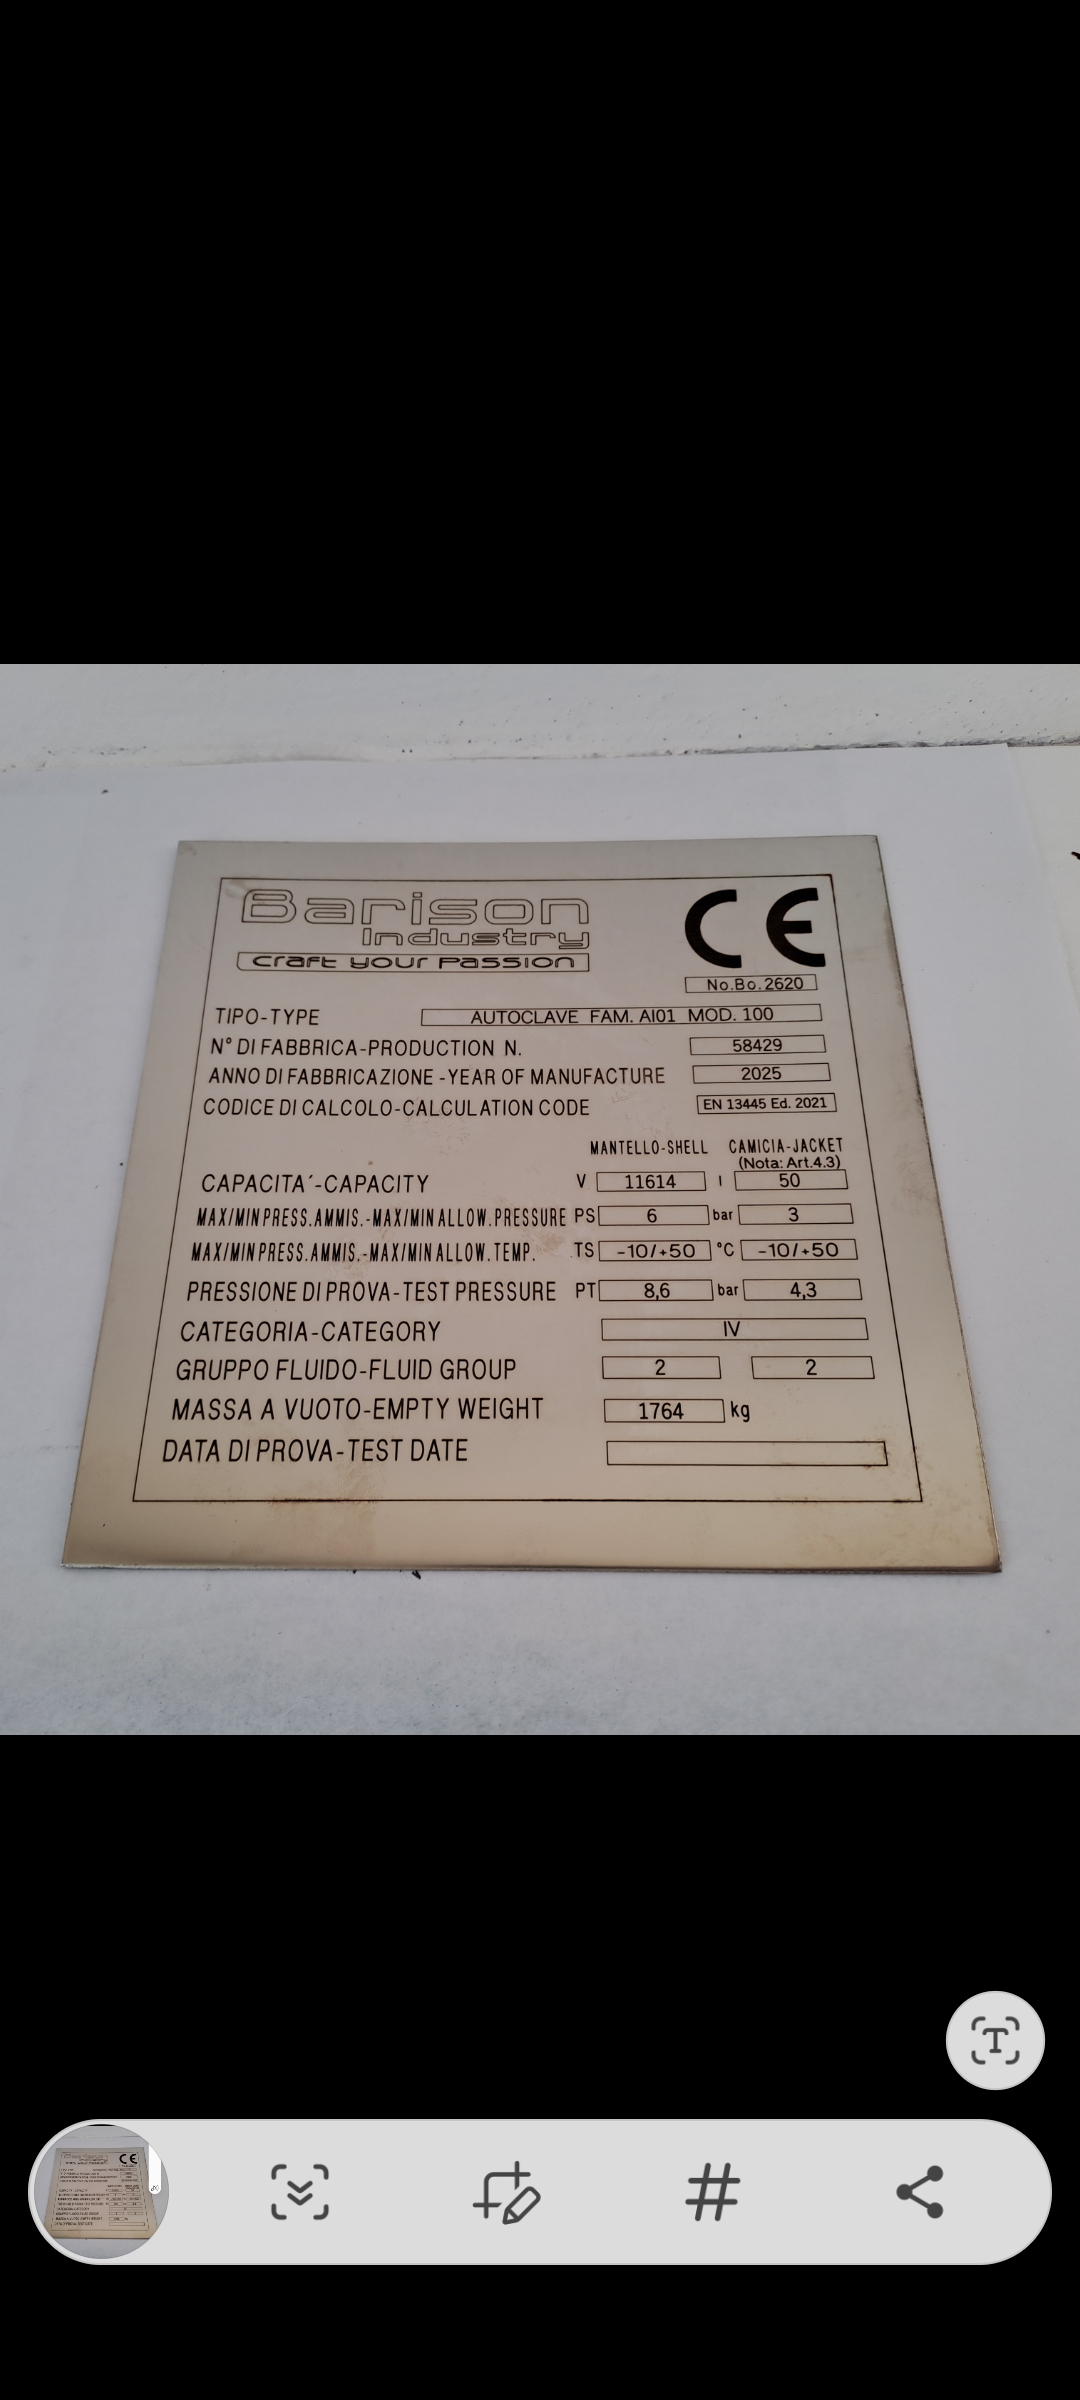 Barison
Industry
craft your passion
CE
No.Bo. 2620
TIPO-TYPE AUTOCLAVE FAM. AI01 MOD. 100
N° DI FABBRICA-PRODUCTION N. 58429
ANNO DI FABBRICAZIONE -YEAR OF MANUFACTURE 2025
CODICE DI CALCOLO-CALCULATION CODE EN 13445 Ed. 2021
MANTELLO-SHELL CAMICIA-JACKET
(Nota: Art.4.3)
CAPACITA´-CAPACITY V 11614 l 50
MAX/MIN PRESS.AMMIS.-MAX/MIN ALLOW.PRESSURE PS 6 bar 3
MAX/MIN PRESS.AMMIS.-MAX/MIN ALLOW.TEMP. TS -10/+50 °C -10/+50
PRESSIONE DI PROVA-TEST PRESSURE PT 8,6 bar 4,3
CATEGORIA-CATEGORY IV
GRUPPO FLUIDO-FLUID GROUP 2 2
MASSA A VUOTO-EMPTY WEIGHT 1764 kg
DATA DI PROVA-TEST DATE